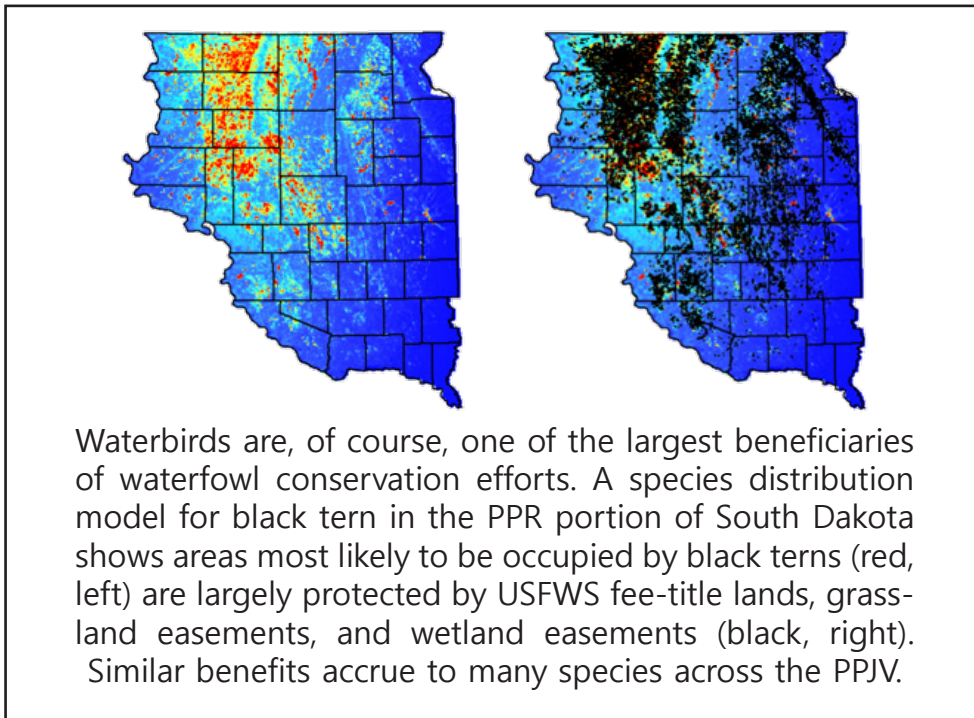 Waterbirds are, of course, one of the largest beneficiaries
of waterfowl conservation efforts. A species distribution
model for black tern in the PPR portion of South Dakota
shows areas most likely to be occupied by black terns (red,
left) are largely protected by USFWS fee-title lands, grass-
land easements, and wetland easements (black, right).
Similar benefits accrue to many species across the PPJV.